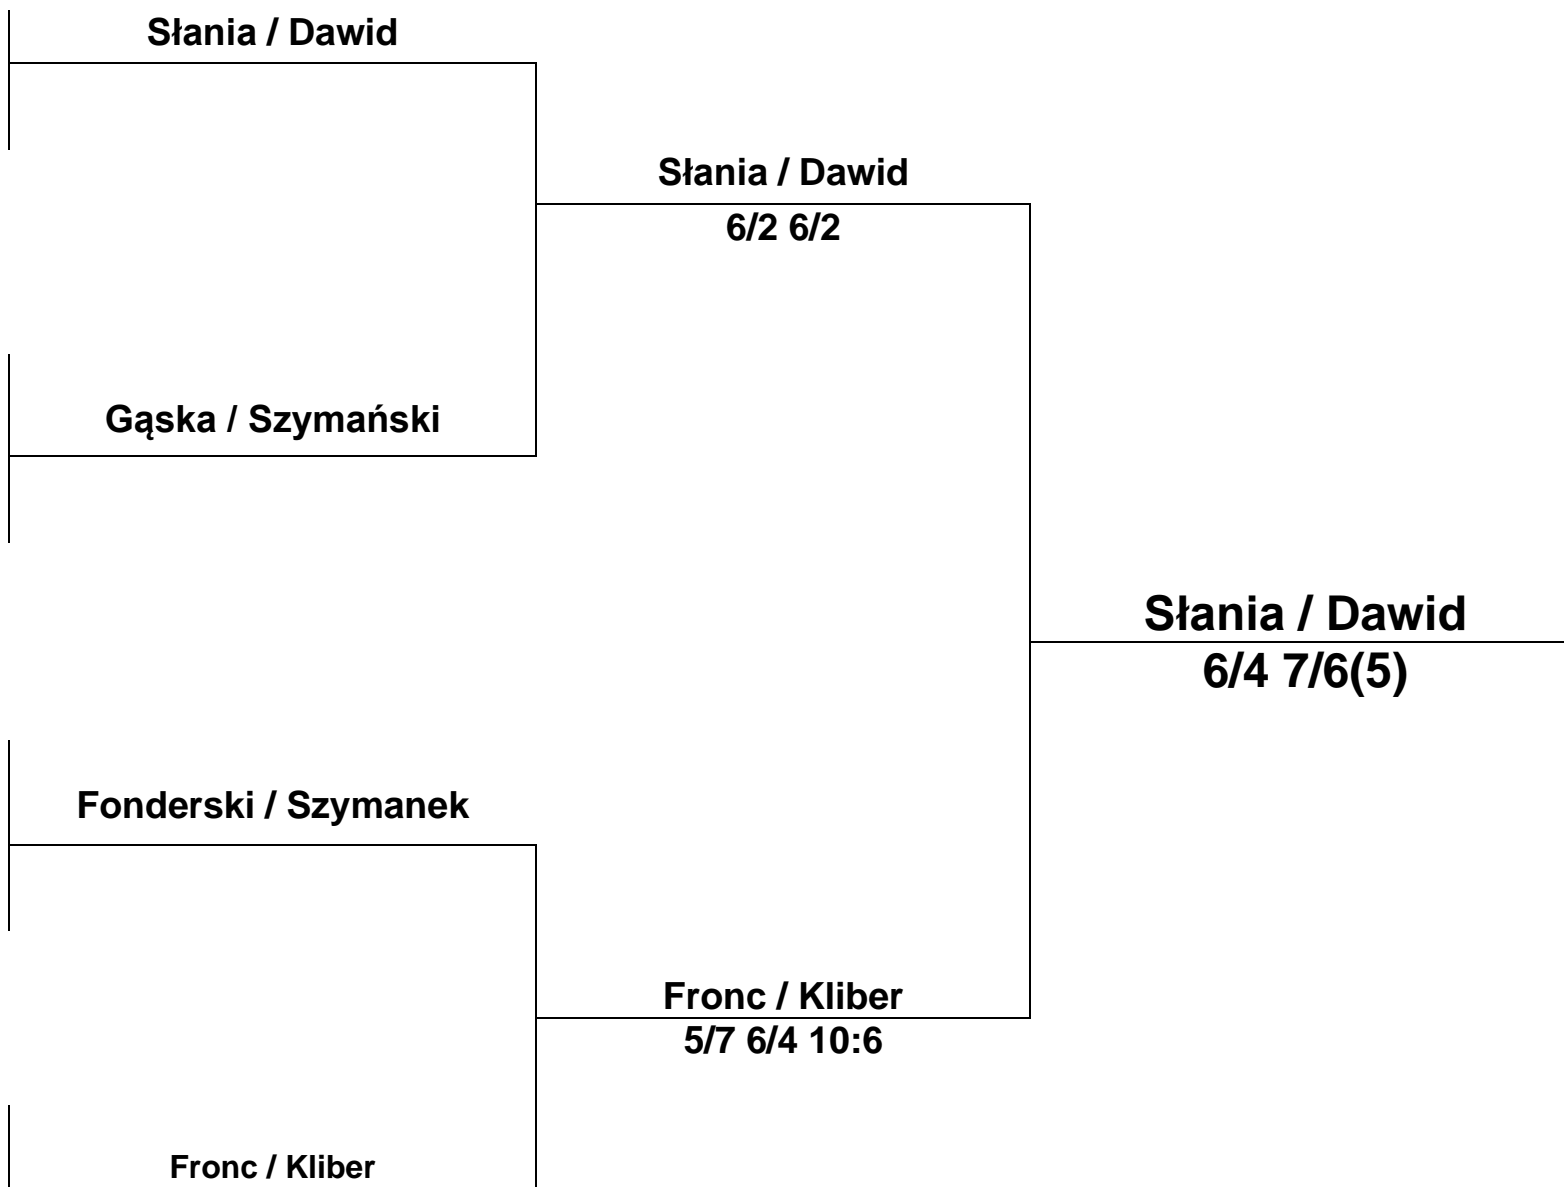 Słania / Dawid
Słania / Dawid
6/2 6/2
Gąska / Szymański
Słania / Dawid
6/4 7/6(5)
Fonderski / Szymanek
Fronc / Kliber
5/7 6/4 10:6
Fronc / Kliber